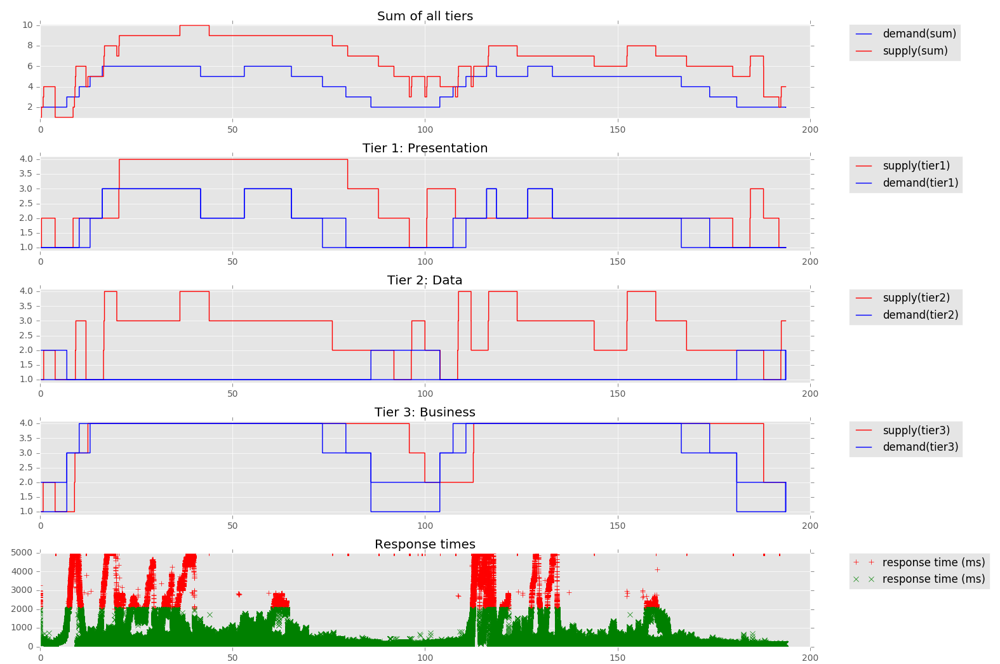 Sum of all tiers
10
8
6
4
2
0 50 100 150 200
demand(sum)
supply(sum)
Tier 1: Presentation
4.0
3.5
3.0
2.5
2.0
1.5
1.0
0 50 100 150 200
supply(tier1)
demand(tier1)
Tier 2: Data
4.0
3.5
3.0
2.5
2.0
1.5
1.0
0 50 100 150 200
supply(tier2)
demand(tier2)
Tier 3: Business
4.0
3.5
3.0
2.5
2.0
1.5
1.0
0 50 100 150 200
supply(tier3)
demand(tier3)
Response times
5000
4000
3000
2000
1000
0
0 50 100 150 200
response time (ms)
response time (ms)